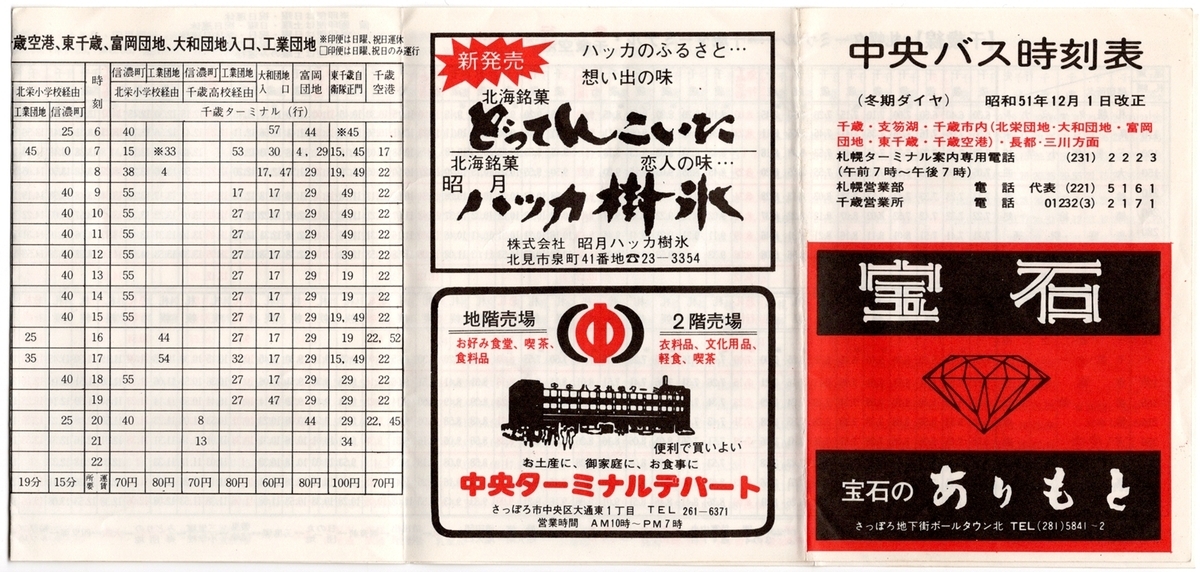 歳空港、東千歳、富岡団地、大和団地入口、工業団地 ※印便は日曜、祝日運休
□印便は日曜、祝日のみ運行
時刻 信濃町 工業団地 信濃町 工業団地 大和団地入口 富岡団地 東千歳自衛隊正門 千歳空港
北栄小学校経由 北栄小学校経由 千歳高校経由
工業団地 信濃町 千歳ターミナル(行)
25 6 40 57 44 ※45
45 0 7 15 ※33 53 30 4, 29 15, 45 17
8 38 4 17, 47 29 19, 49 22
40 9 55 17 17 29 49 22
40 10 55 27 17 29 49 22
40 11 55 27 17 29 49 22
40 12 55 27 17 29 39 22
40 13 55 27 17 29 19 22
40 14 55 27 17 29 19 22
40 15 55 27 17 29 19, 49 22
25 16 44 27 17 29 19 22, 52
35 17 54 32 17 29 15, 49 22
40 18 55 27 17 29 29 22
19 27 47 29 22 22
25 20 40 8 44 29 22, 45
21 13 34
22
19分 15分 所要 運賃 70円 80円 70円 80円 60円 80円 100円 70円
新発売
ハッカのふるさと…
想い出の味
北海銘菓
どってんこいた
北海銘菓 恋人の味…
昭月
ハッカ樹氷
株式会社 昭月ハッカ樹氷
北見市泉町41番地☎23—3354
地階売場
お好み食堂、喫茶、
食料品
中
2階売場
衣料品、文化用品、
軽食、喫茶
中央バス札幌ターミナル
便利で買いよい
お土産に、御家庭に、お食事に
中央ターミナルデパート
さっぽろ市中央区大通東1丁目 TEL 261—6371
営業時間 AM10時〜PM7時
中央バス時刻表
(冬期ダイヤ) 昭和51年12月1日改正
千歳・支笏湖・千歳市内(北栄団地・大和団地・富岡
団地・東千歳・千歳空港)・長都・三川方面
札幌ターミナル案内専用電話 (231) 2223
(午前7時〜午後7時)
札幌営業部 電話 代表(221) 5161
千歳営業所 電話 01232(3) 2171
宝石
宝石の ありもと
さっぽろ地下街ポールタウン北 TEL(281)5841〜2